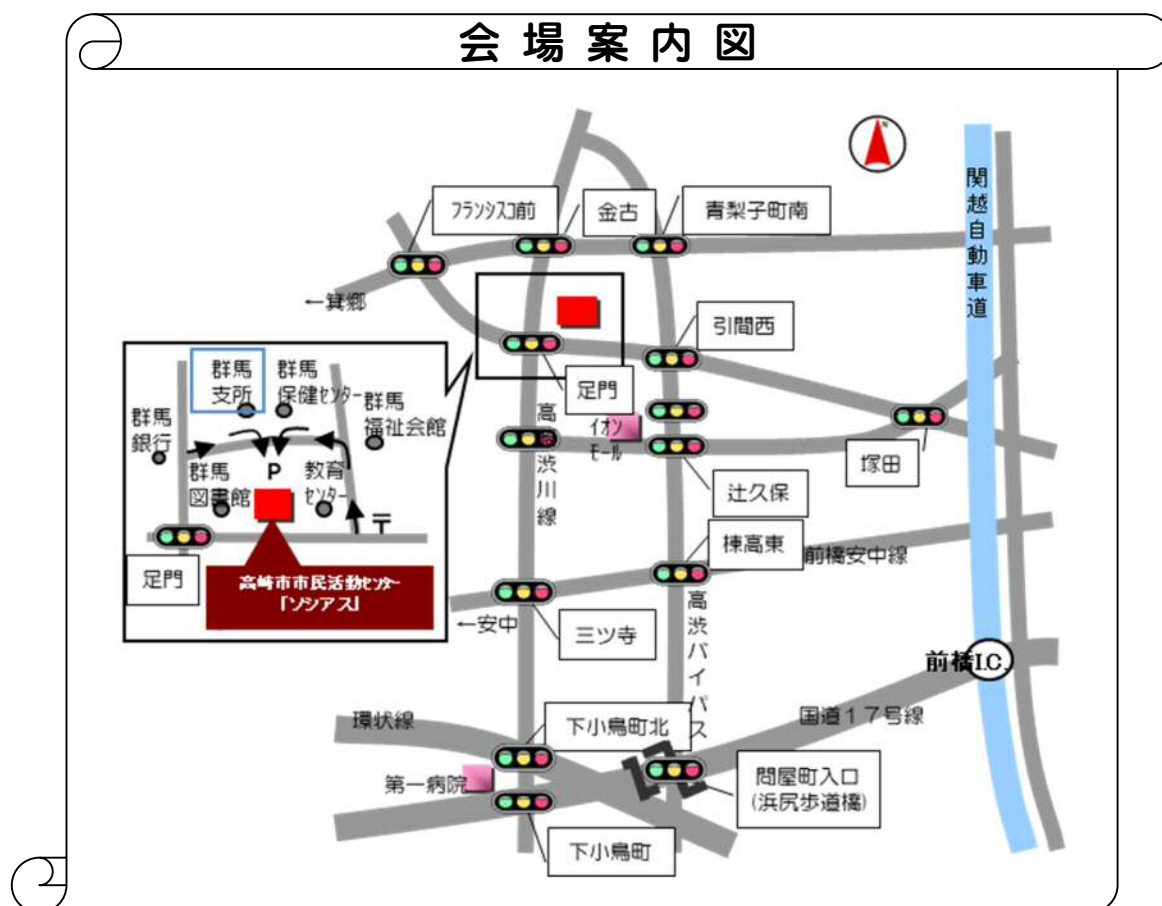 会場案内図
N
関越自動車道
フランシスコ前
金古
青梨子町南
←箕郷
引間西
足門
イオン
モール
高渋川線
塚田
辻久保
棟高東
前橋安中線
←安中
三ツ寺
高渋バイパス
前橋I.C.
国道17号線
環状線
下小鳥町北
第一病院
問屋町入口
(浜尻歩道橋)
下小鳥町
群馬
支所
群馬
保健センター
群馬
福祉会館
群馬
銀行
P
群馬
図書館
教育
センター
〒
足門
高崎市市民活動センター
「ソシアス」